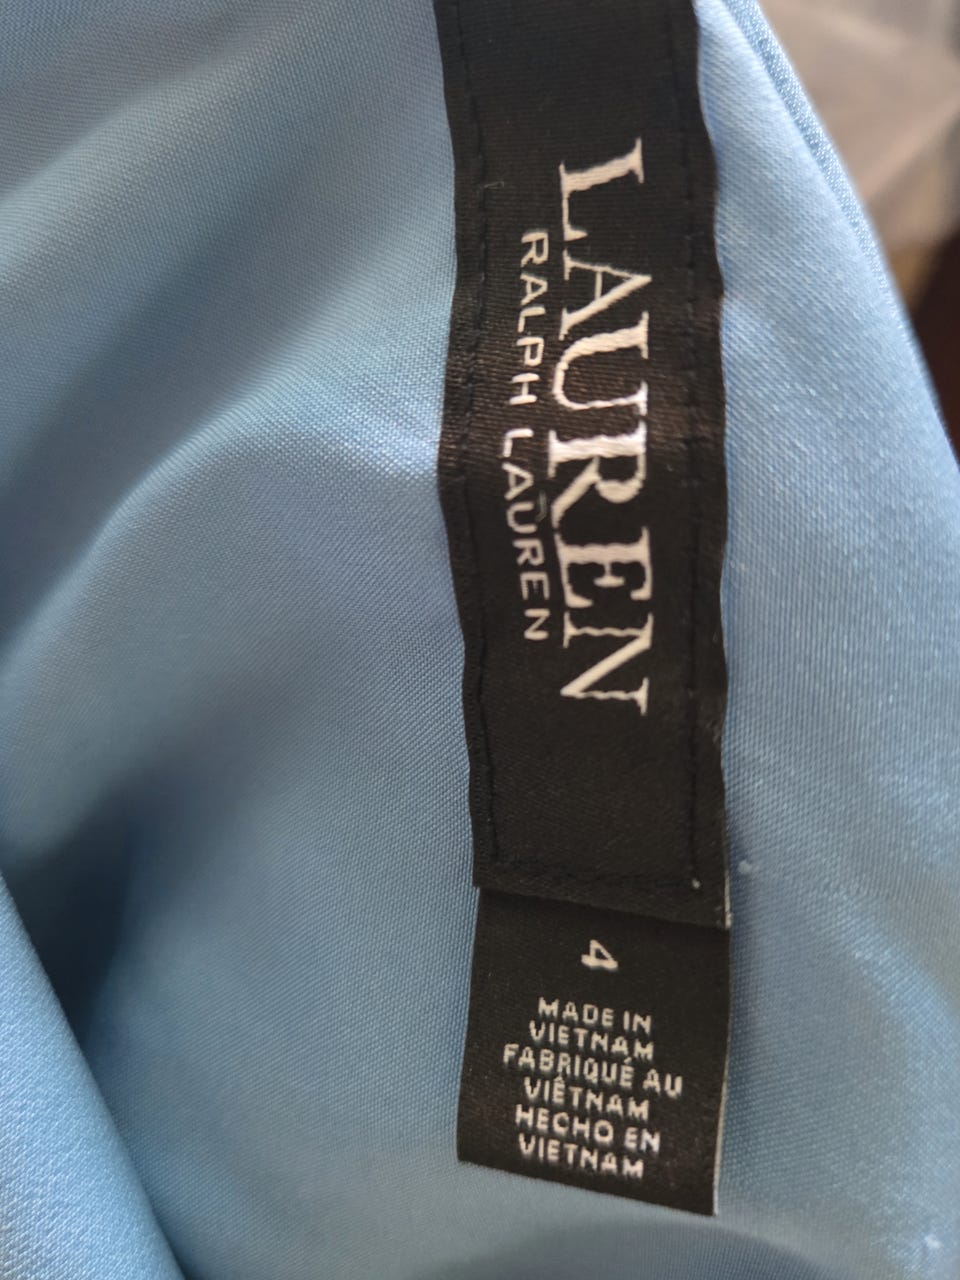 LAUREN
RALPH LAUREN
4
MADE IN
VIETNAM
FABRIQUÉ AU
VIÊTNAM
HECHO EN
VIETNAM